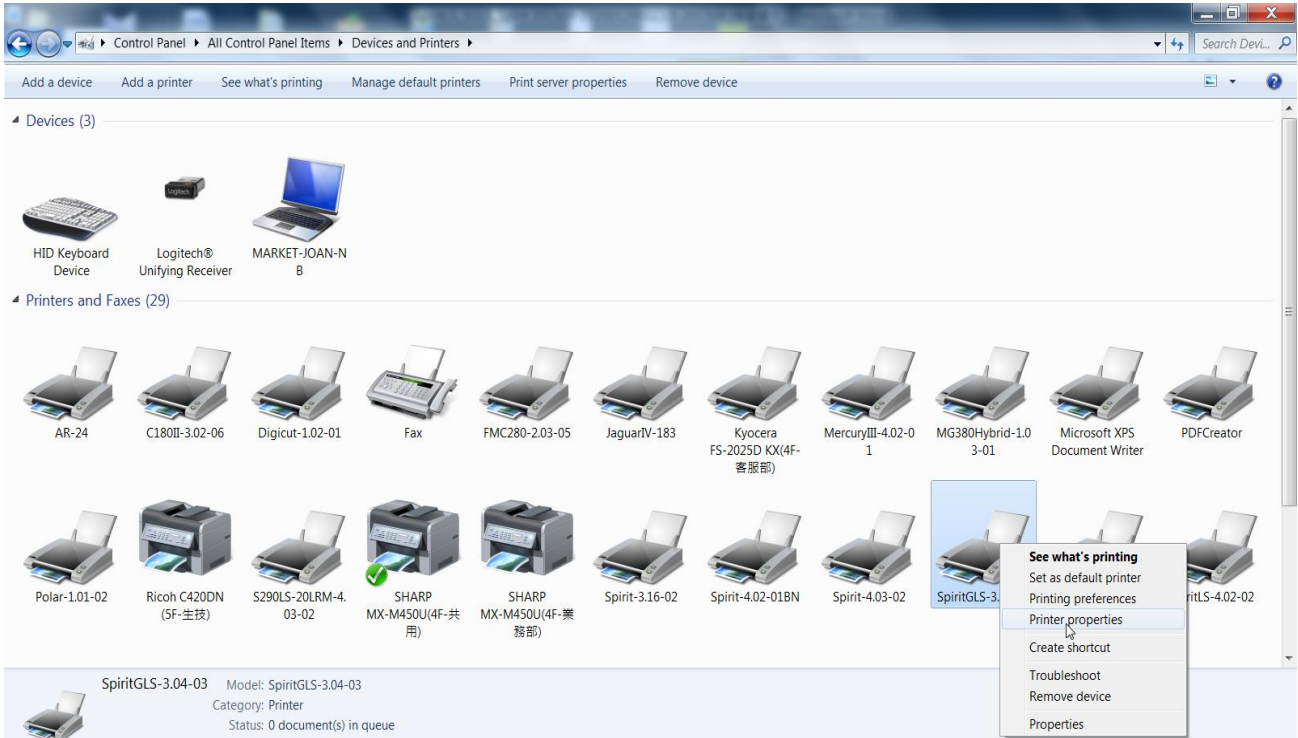 Control Panel ▸ All Control Panel Items ▸ Devices and Printers ▸
Search Devi...
Add a device Add a printer See what's printing Manage default printers Print server properties Remove device
Devices (3)
Logitech
HID Keyboard
Device
Logitech®
Unifying Receiver
MARKET-JOAN-N
B
Printers and Faxes (29)
AR-24
C180II-3.02-06
Digicut-1.02-01
Fax
FMC280-2.03-05
JaguarIV-183
Kyocera
FS-2025D KX(4F-
客服部)
MercuryIII-4.02-0
1
MG380Hybrid-1.0
3-01
Microsoft XPS
Document Writer
PDFCreator
Polar-1.01-02
Ricoh C420DN
(5F-生技)
S290LS-20LRM-4.
03-02
SHARP
MX-M450U(4F-共
用)
SHARP
MX-M450U(4F-業
務部)
Spirit-3.16-02
Spirit-4.02-01BN
Spirit-4.03-02
SpiritGLS-3.
ritLS-4.02-02
See what's printing
Set as default printer
Printing preferences
Printer properties
Create shortcut
Troubleshoot
Remove device
Properties
SpiritGLS-3.04-03 Model: SpiritGLS-3.04-03
Category: Printer
Status: 0 document(s) in queue